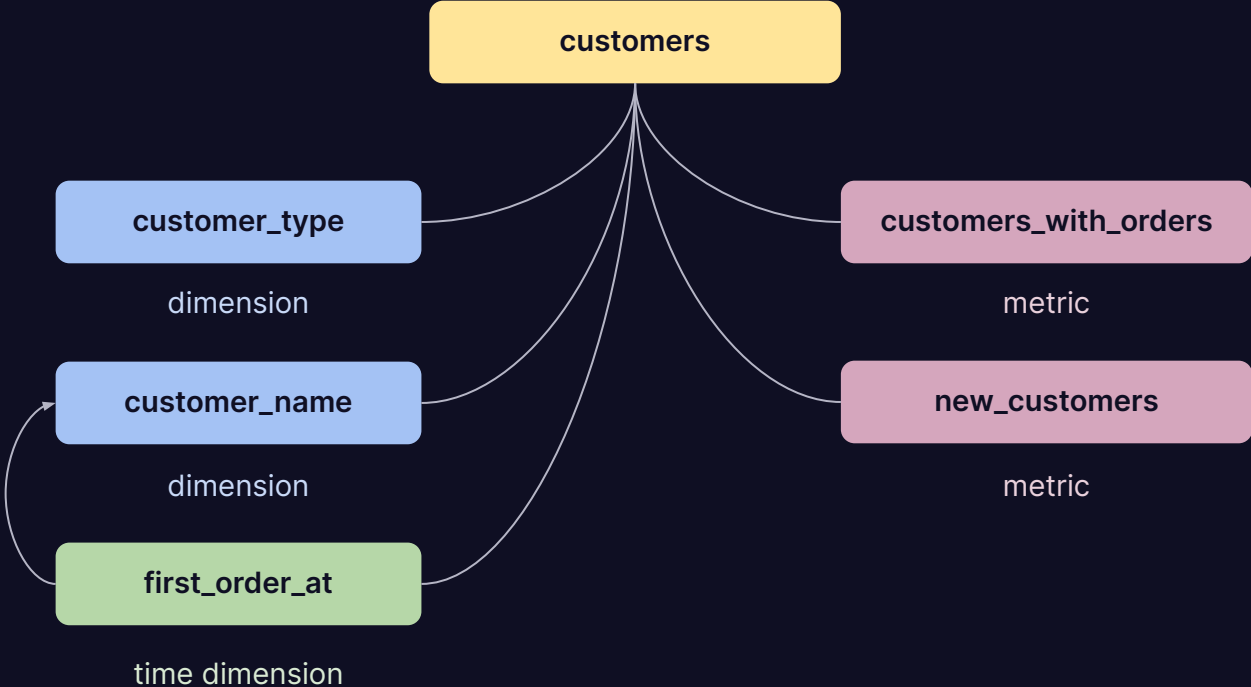 customers
customer_type
dimension
customer_name
dimension
first_order_at
time dimension
customers_with_orders
metric
new_customers
metric